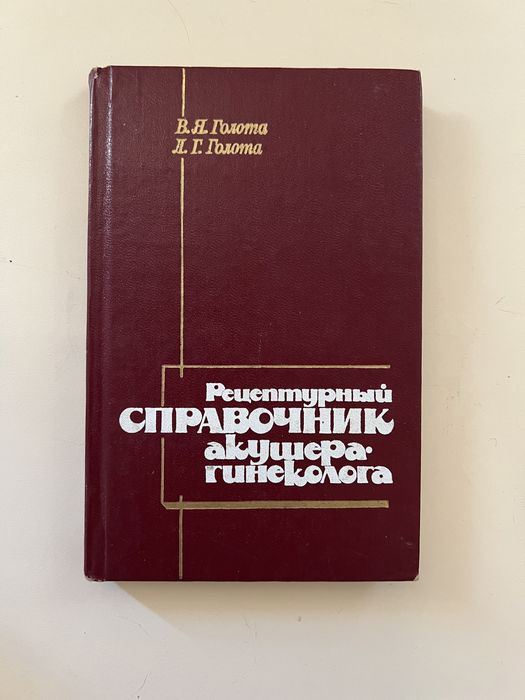 В. Я. Голота
Л. Г. Голота
Рецептурный
СПРАВОЧНИК
акушера-
гинеколога